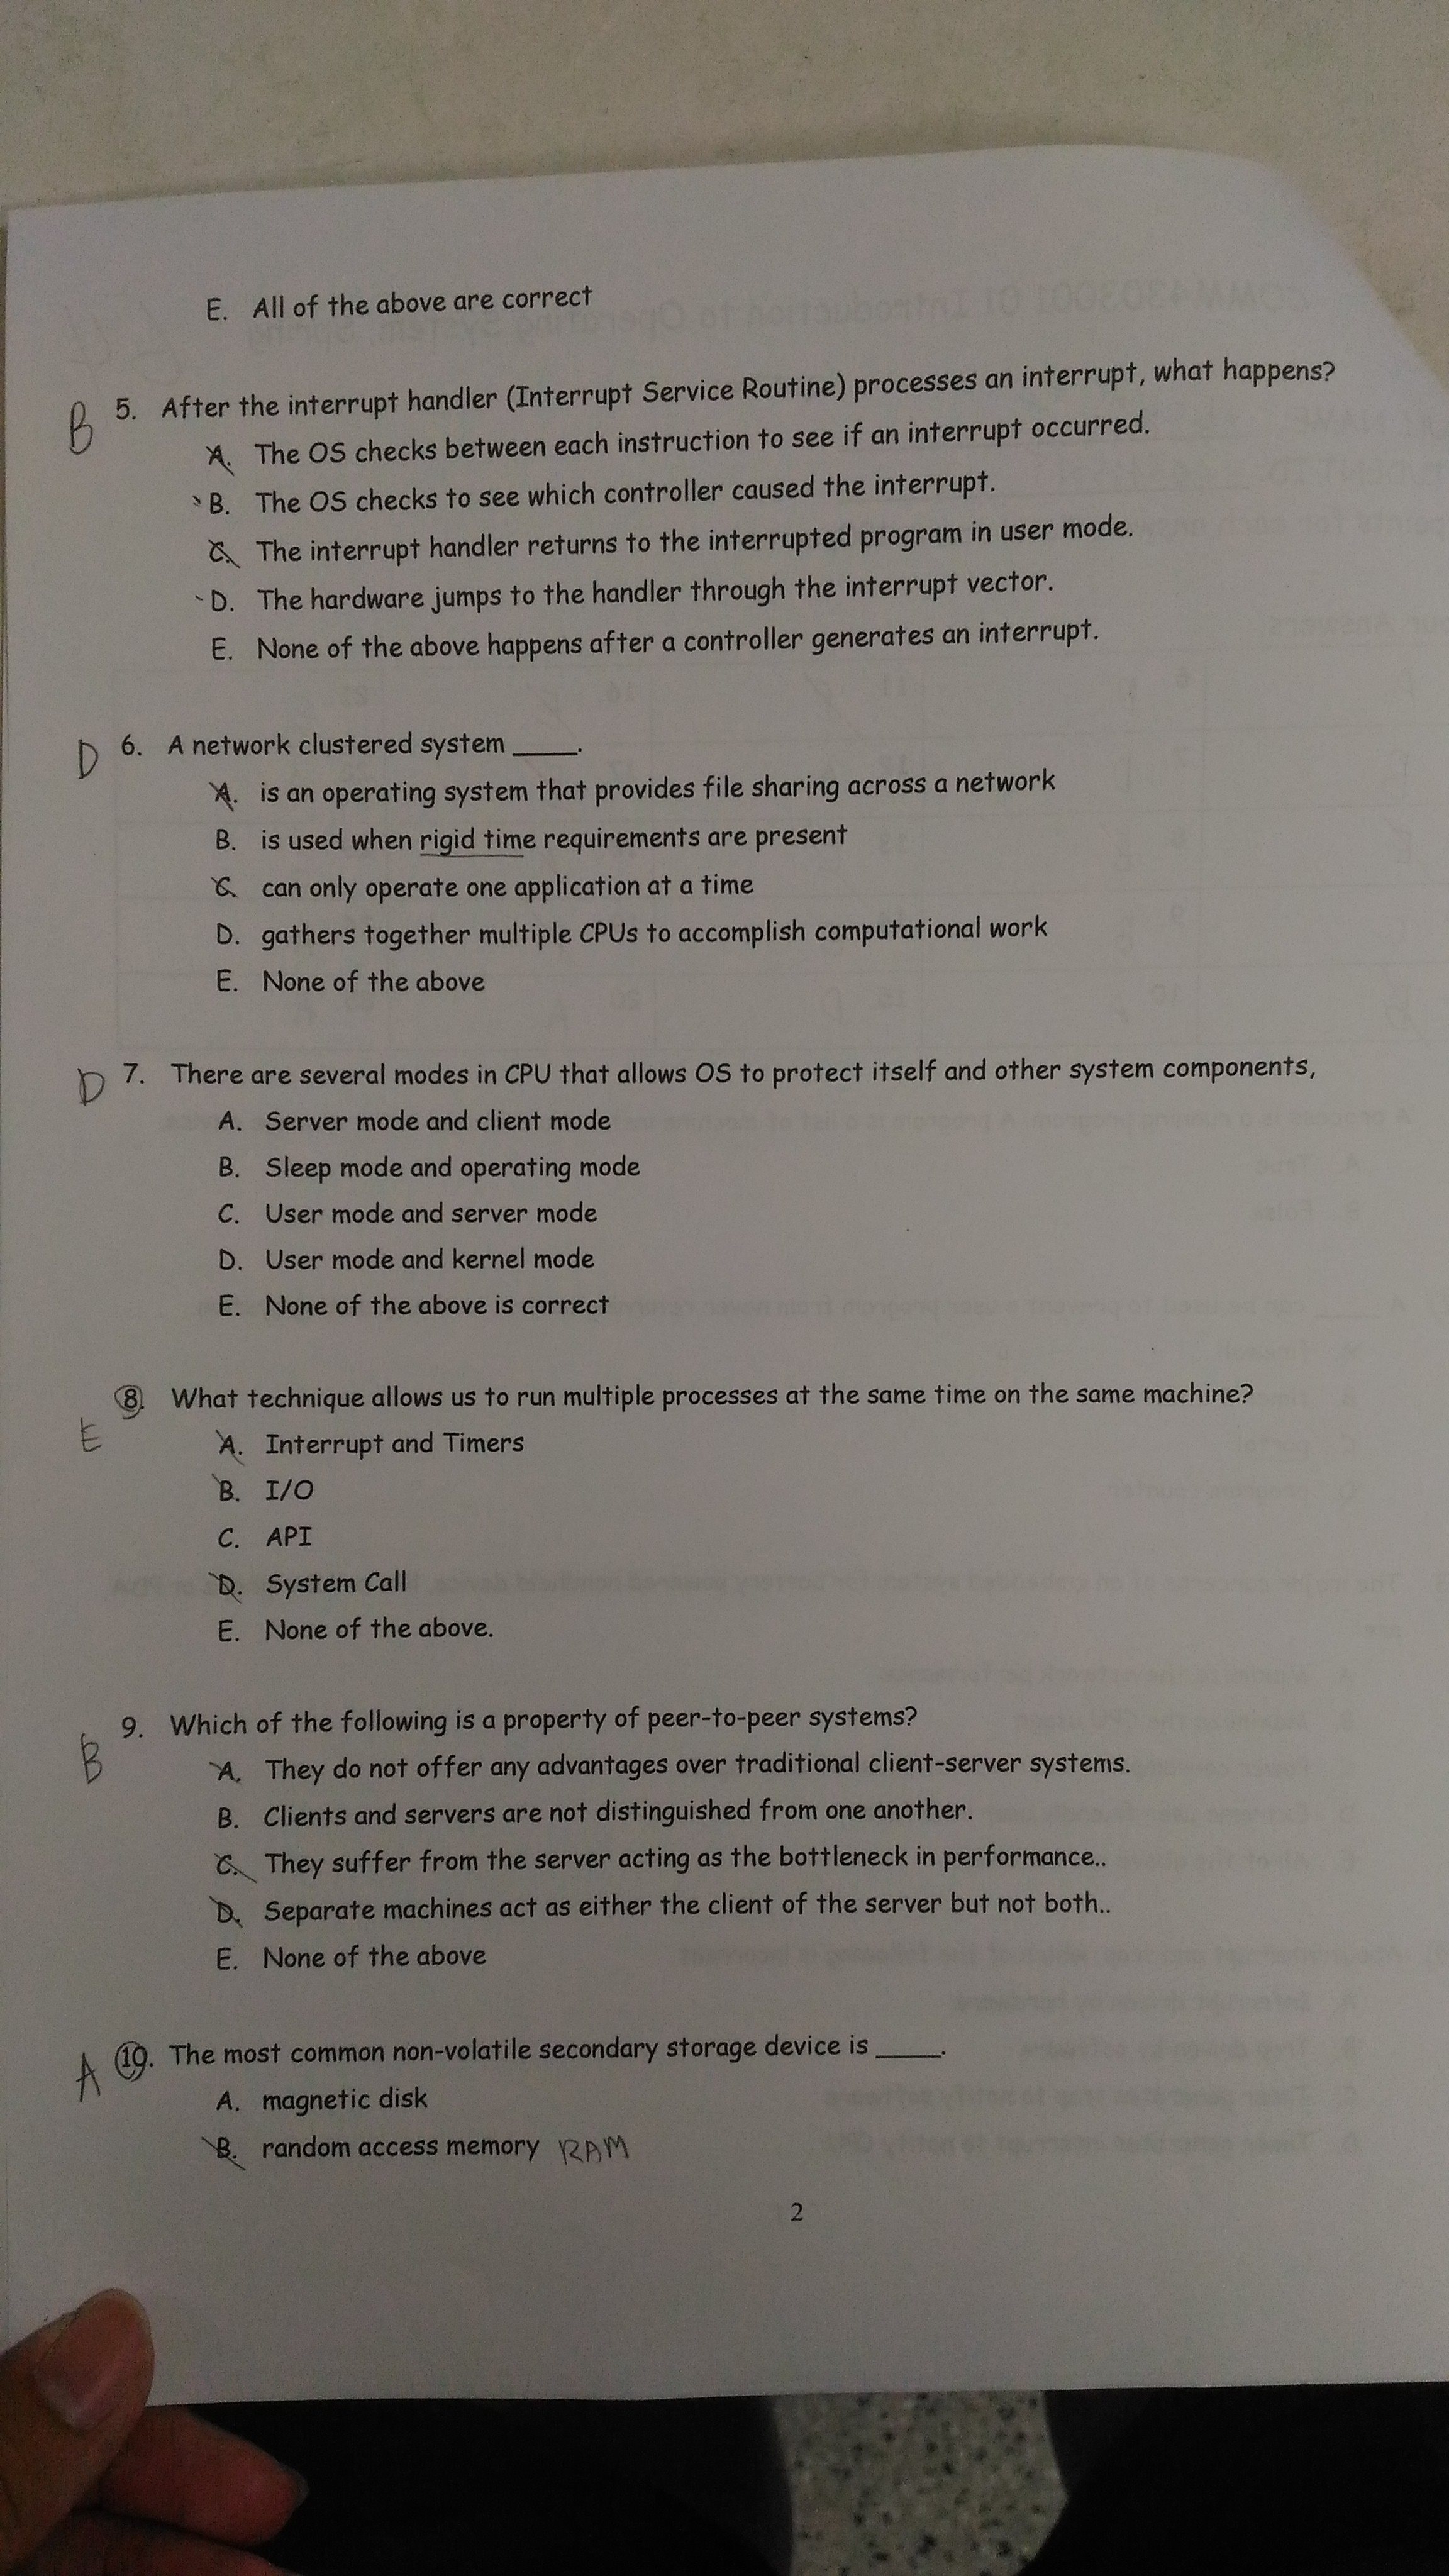 E. All of the above are correct
B 5. After the interrupt handler (Interrupt Service Routine) processes an interrupt, what happens?
A. The OS checks between each instruction to see if an interrupt occurred.
B. The OS checks to see which controller caused the interrupt.
C. The interrupt handler returns to the interrupted program in user mode.
D. The hardware jumps to the handler through the interrupt vector.
E. None of the above happens after a controller generates an interrupt.
D 6. A network clustered system ____.
A. is an operating system that provides file sharing across a network
B. is used when rigid time requirements are present
C. can only operate one application at a time
D. gathers together multiple CPUs to accomplish computational work
E. None of the above
D 7. There are several modes in CPU that allows OS to protect itself and other system components,
A. Server mode and client mode
B. Sleep mode and operating mode
C. User mode and server mode
D. User mode and kernel mode
E. None of the above is correct
8. What technique allows us to run multiple processes at the same time on the same machine?
E
A. Interrupt and Timers
B. I/O
C. API
D. System Call
E. None of the above.
9. Which of the following is a property of peer-to-peer systems?
B
A. They do not offer any advantages over traditional client-server systems.
B. Clients and servers are not distinguished from one another.
C. They suffer from the server acting as the bottleneck in performance..
D. Separate machines act as either the client of the server but not both..
E. None of the above
A 10. The most common non-volatile secondary storage device is ____.
A. magnetic disk
B. random access memory RAM
2